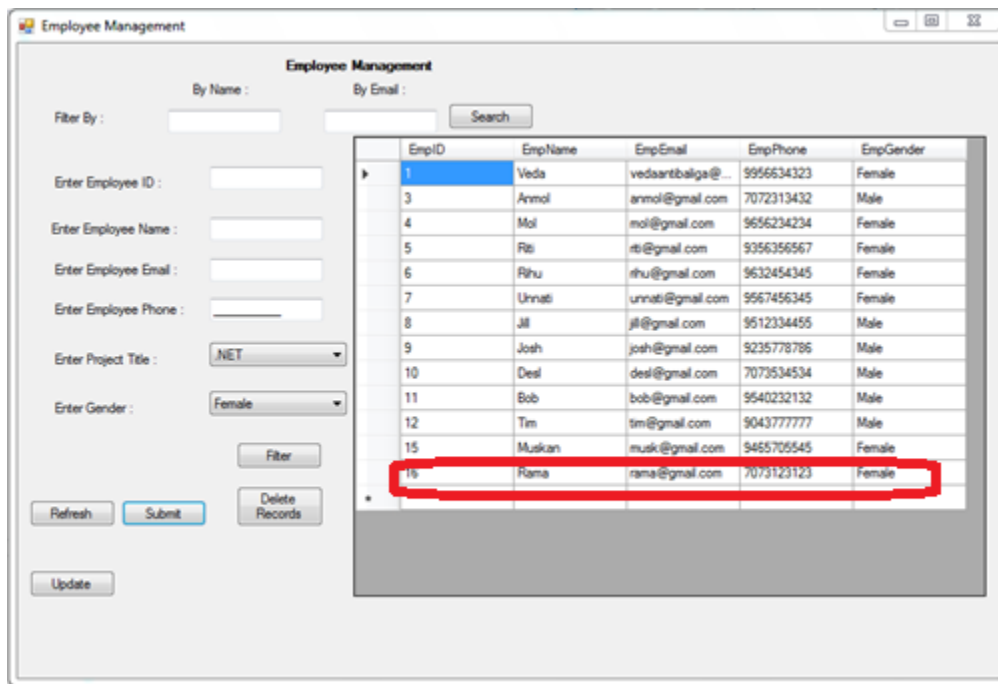 Employee Management
Employee Management
By Name : By Email :
Filter By : Search
EmpID EmpName EmpEmail EmpPhone EmpGender
1 Veda vedaantibaliga@... 9956634323 Female
Enter Employee ID :
3 Anmol anmol@gmail.com 7072313432 Male
4 Mol mol@gmail.com 9656234234 Female
Enter Employee Name :
5 Riti riti@gmail.com 9356356567 Female
Enter Employee Email :
6 Rihu rihu@gmail.com 9632454345 Female
7 Unnati unnati@gmail.com 9567456345 Female
Enter Employee Phone :
8 Jill jill@gmail.com 9512334455 Male
9 Josh josh@gmail.com 9235778786 Male
Enter Project Title : .NET
10 Desl desl@gmail.com 7073534534 Male
11 Bob bob@gmail.com 9540232132 Male
Enter Gender : Female
12 Tim tim@gmail.com 9043777777 Male
15 Muskan musk@gmail.com 9465705545 Female
Filter
16 Rama rama@gmail.com 7073123123 Female
Refresh Submit Delete Records
Update